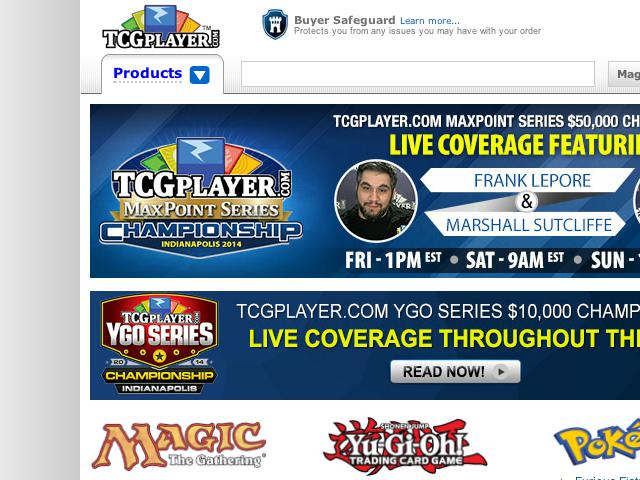 TCGPLAYER.COM
Buyer Safeguard Learn more...
Protects you from any issues you may have with your order
Products
Mag
TCGPLAYER.COM MAXPOINT SERIES $50,000 CH
LIVE COVERAGE FEATURI
TCGPLAYER.COM
MAXPOINT SERIES
CHAMPIONSHIP
INDIANAPOLIS 2014
FRANK LEPORE
&
MARSHALL SUTCLIFFE
FRI - 1PM EST • SAT - 9AM EST • SUN -
TCGPLAYER.COM
YGO SERIES
20 14
CHAMPIONSHIP
INDIANAPOLIS
TCGPLAYER.COM YGO SERIES $10,000 CHAMP
LIVE COVERAGE THROUGHOUT TH
READ NOW!
MAGIC
The Gathering
SHONEN JUMP
Yu-Gi-Oh!
TRADING CARD GAME
Poké